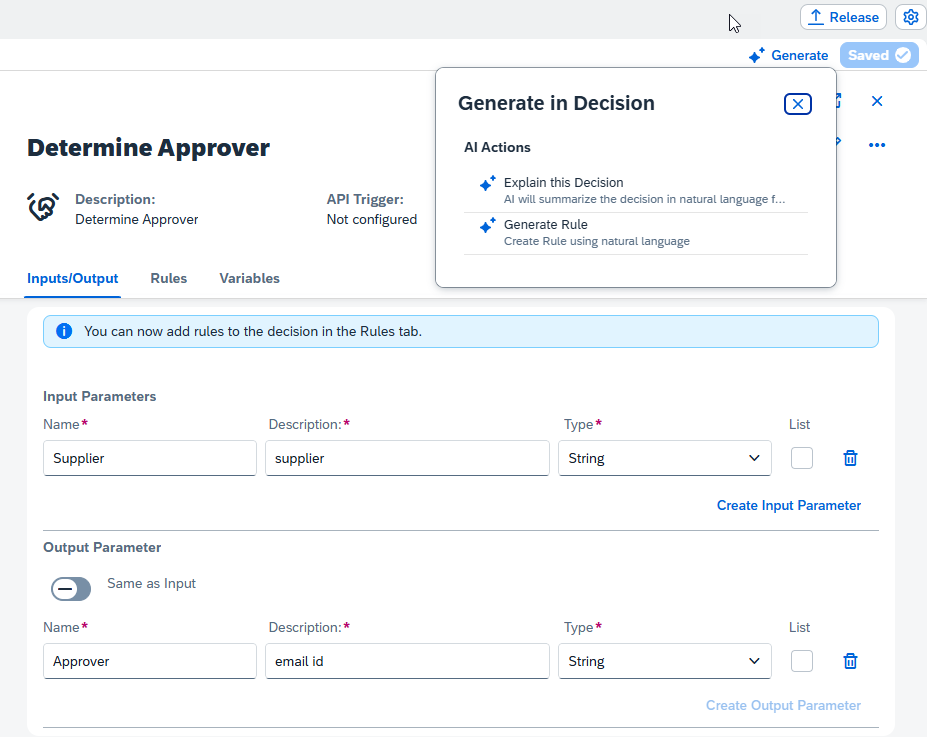 Release
Generate
Saved
Generate in Decision
AI Actions
Explain this Decision
AI will summarize the decision in natural language f...
Generate Rule
Create Rule using natural language
Determine Approver
Description:
Determine Approver
API Trigger:
Not configured
Inputs/Output Rules Variables
You can now add rules to the decision in the Rules tab.
Input Parameters
Name* Description:* Type* List
Supplier supplier String
Create Input Parameter
Output Parameter
Same as Input
Name* Description:* Type* List
Approver email id String
Create Output Parameter